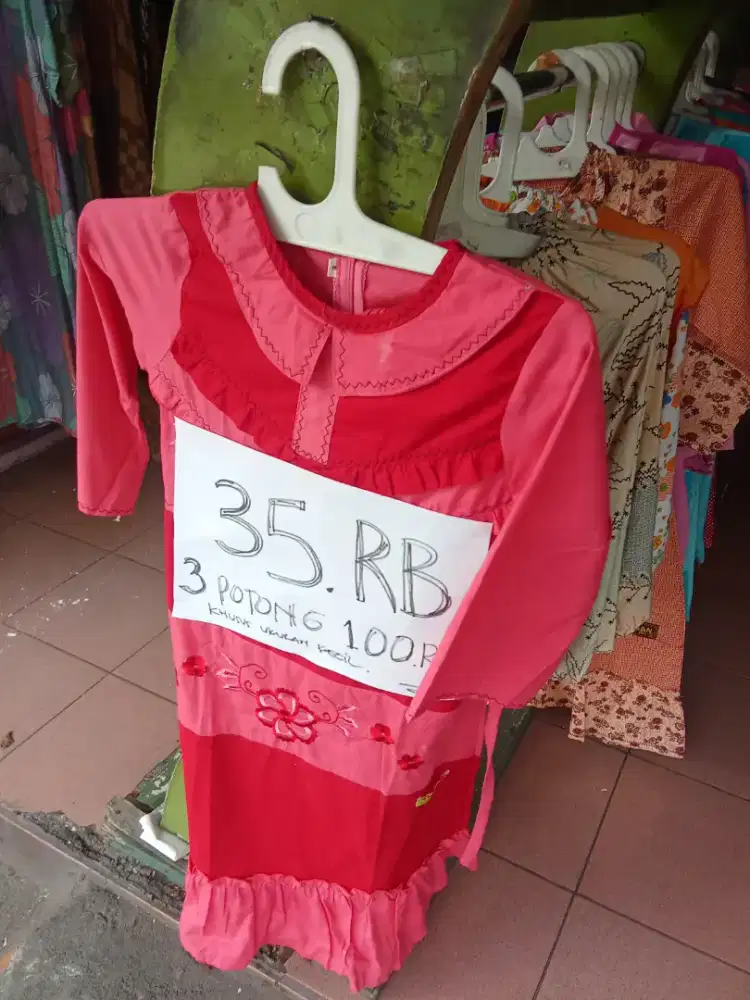 35.RB
3 POTONG 100.R
KHUSUS UKURAN KECIL.